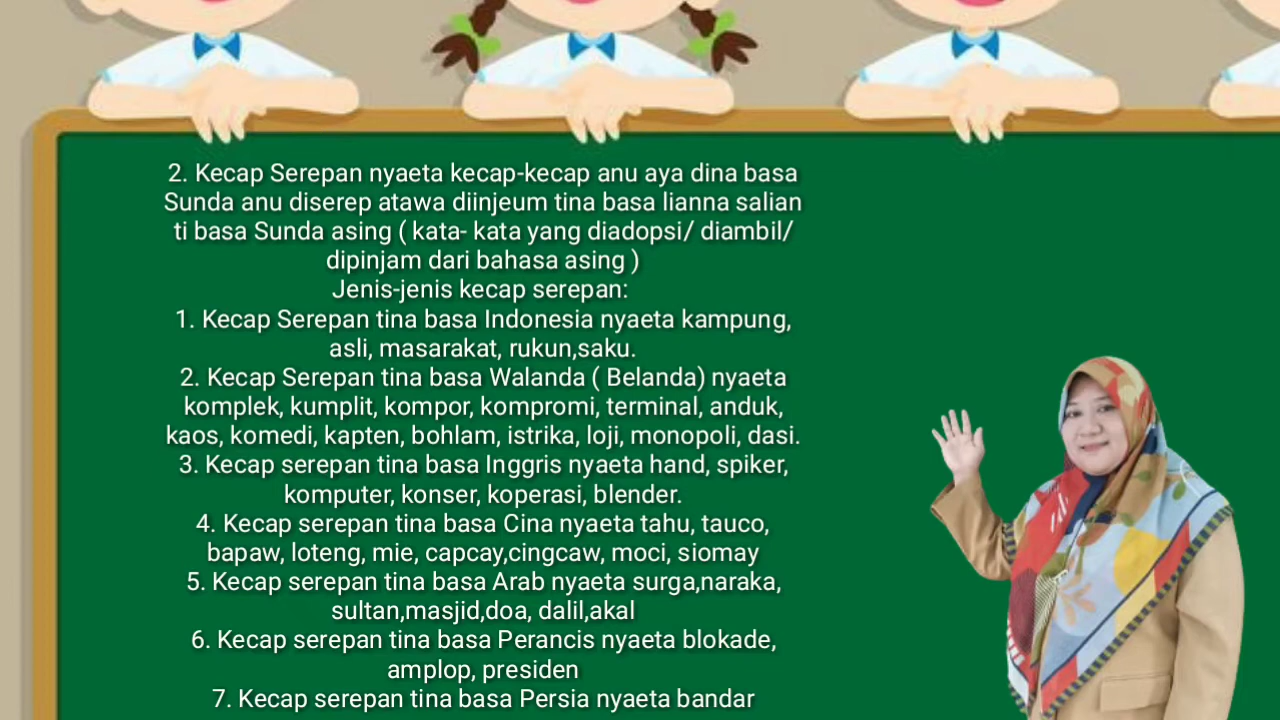 2. Kecap Serepan nyaeta kecap-kecap anu aya dina basa
Sunda anu diserep atawa diinjeum tina basa lianna salian
ti basa Sunda asing ( kata- kata yang diadopsi/ diambil/
dipinjam dari bahasa asing )
Jenis-jenis kecap serepan:
1. Kecap Serepan tina basa Indonesia nyaeta kampung,
asli, masarakat, rukun,saku.
2. Kecap Serepan tina basa Walanda ( Belanda) nyaeta
komplek, kumplit, kompor, kompromi, terminal, anduk,
kaos, komedi, kapten, bohlam, istrika, loji, monopoli, dasi.
3. Kecap serepan tina basa Inggris nyaeta hand, spiker,
komputer, konser, koperasi, blender.
4. Kecap serepan tina basa Cina nyaeta tahu, tauco,
bapaw, loteng, mie, capcay,cingcaw, moci, siomay
5. Kecap serepan tina basa Arab nyaeta surga,naraka,
sultan,masjid,doa, dalil,akal
6. Kecap serepan tina basa Perancis nyaeta blokade,
amplop, presiden
7. Kecap serepan tina basa Persia nyaeta bandar